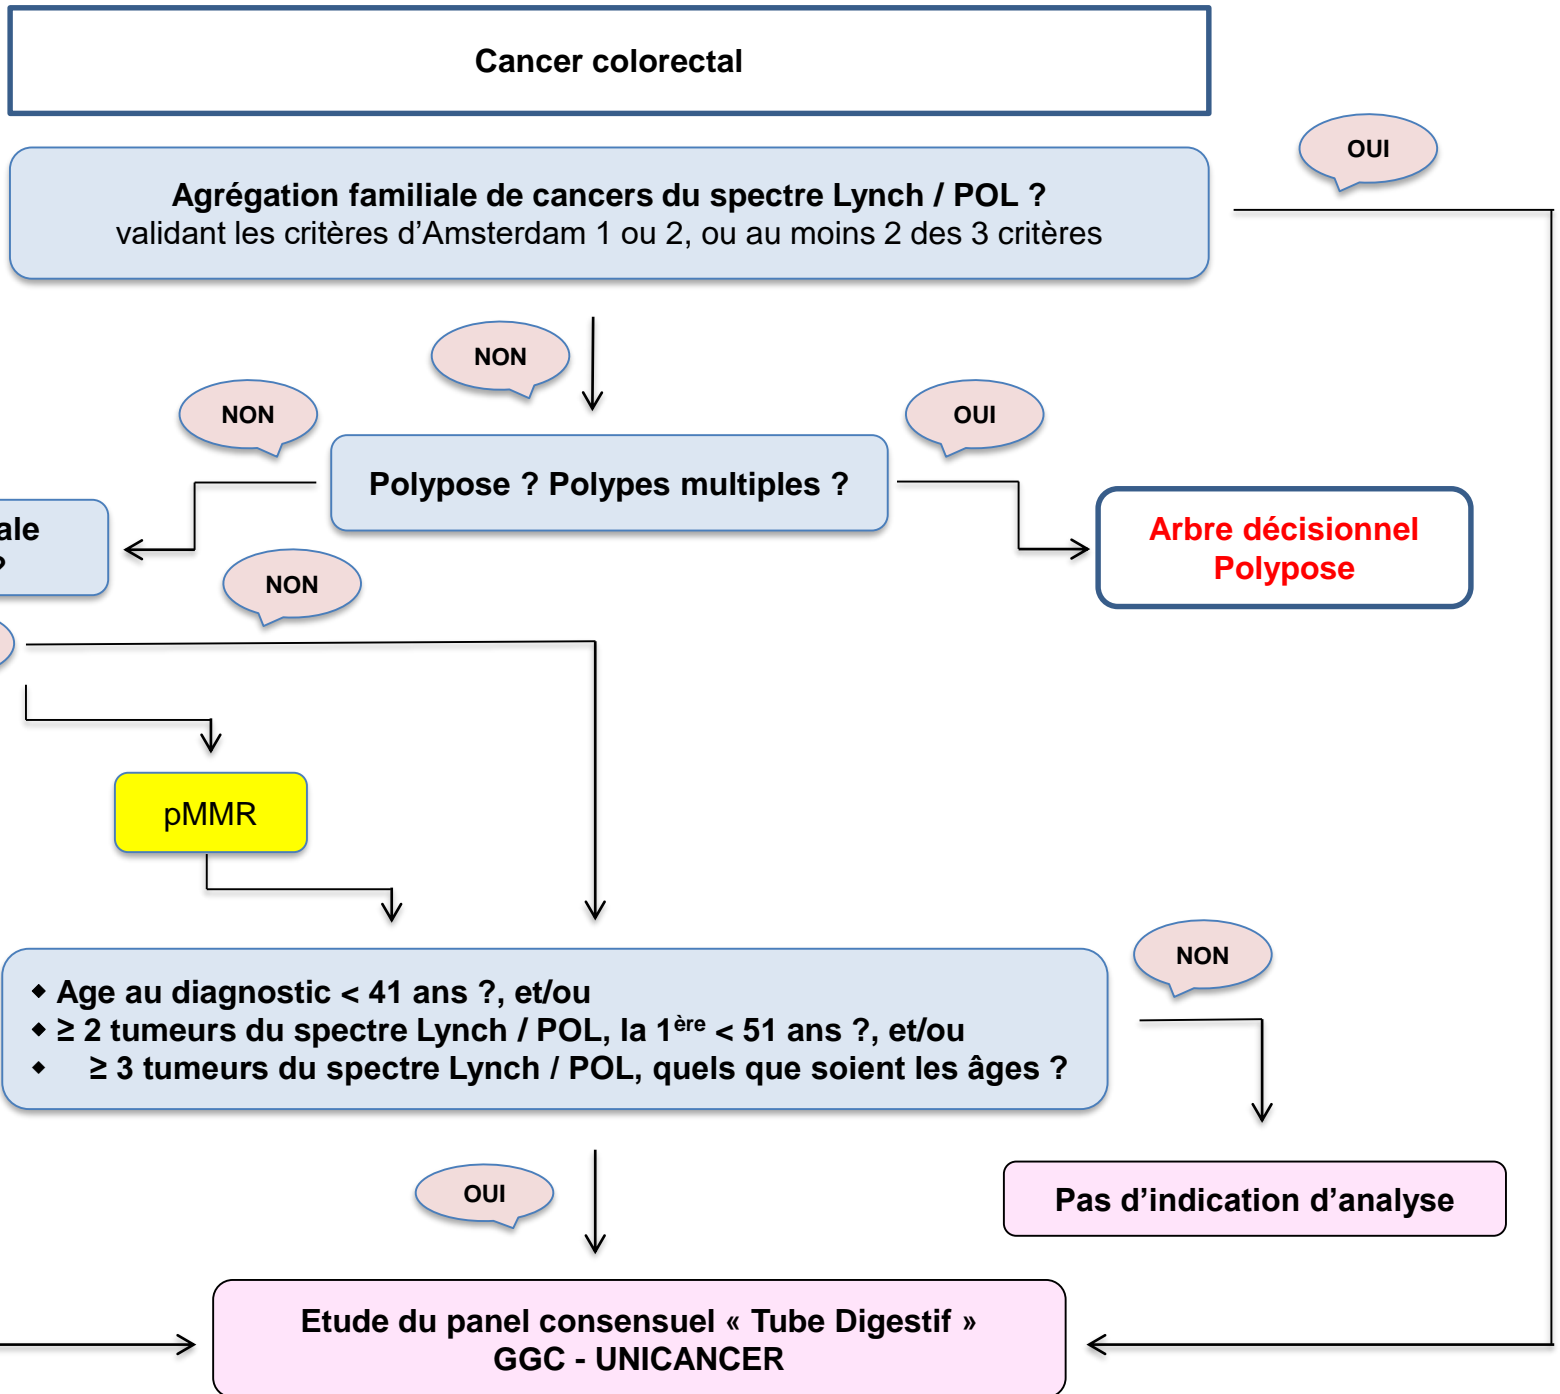 Cancer colorectal
OUI
Agrégation familiale de cancers du spectre Lynch / POL ?
validant les critères d’Amsterdam 1 ou 2, ou au moins 2 des 3 critères
NON
NON
OUI
Polypose ? Polypes multiples ?
Arbre décisionnel
Polypose
ale
?
NON
pMMR
◆ Age au diagnostic < 41 ans ?, et/ou
◆ ≥ 2 tumeurs du spectre Lynch / POL, la 1ère < 51 ans ?, et/ou
◆ ≥ 3 tumeurs du spectre Lynch / POL, quels que soient les âges ?
NON
OUI
Pas d’indication d’analyse
Etude du panel consensuel « Tube Digestif »
GGC - UNICANCER